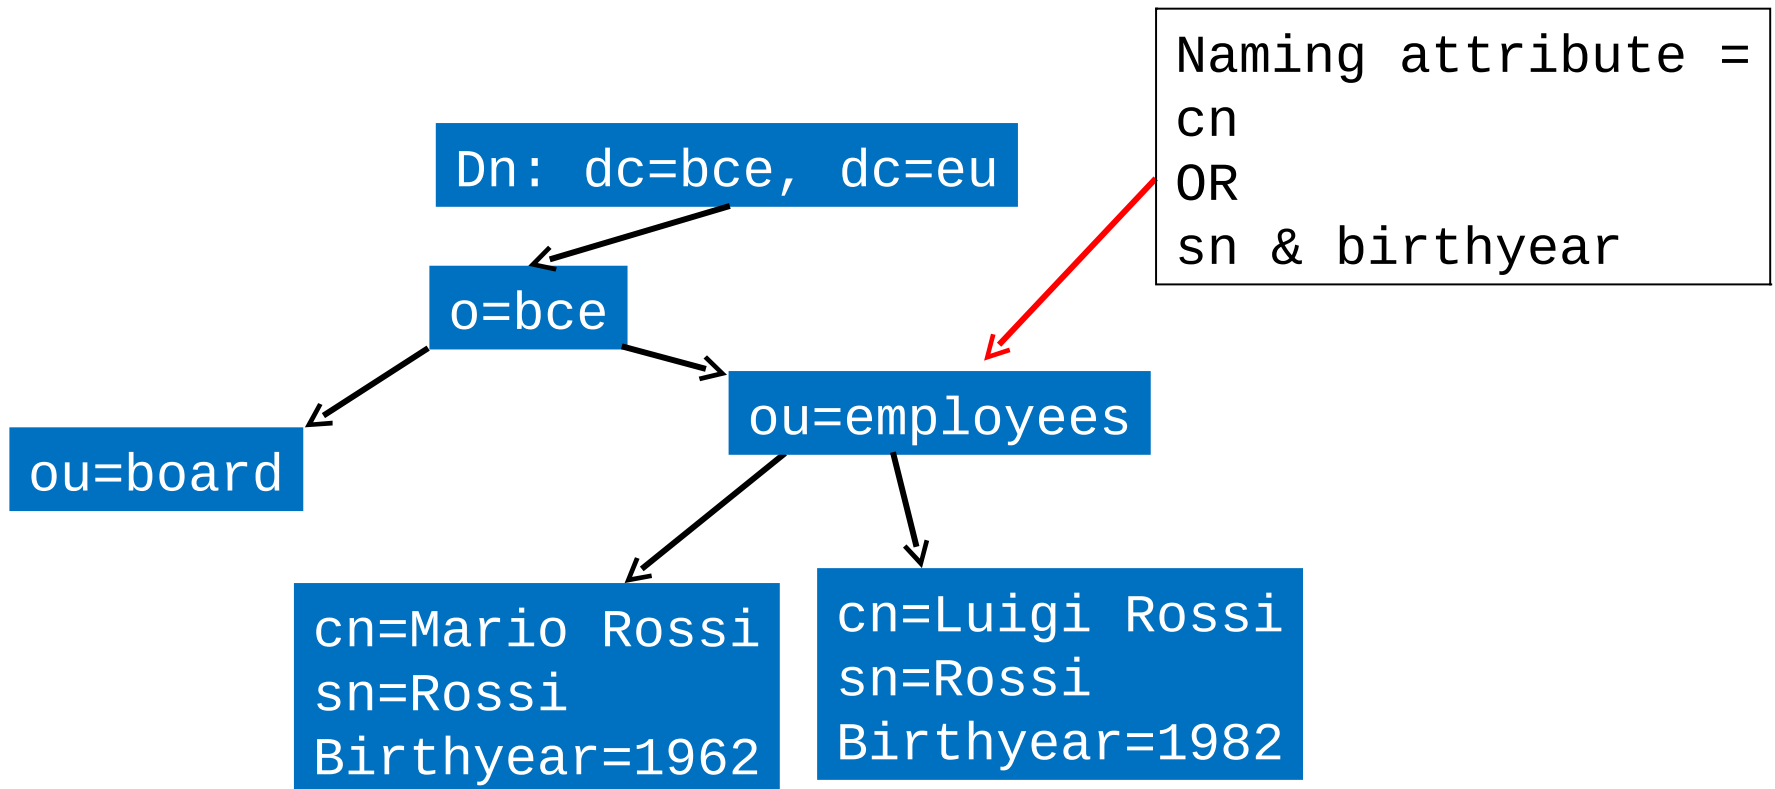 Naming attribute =
cn
OR
sn & birthyear
Dn: dc=bce, dc=eu
o=bce
ou=employees
ou=board
cn=Mario Rossi
sn=Rossi
Birthyear=1962
cn=Luigi Rossi
sn=Rossi
Birthyear=1982